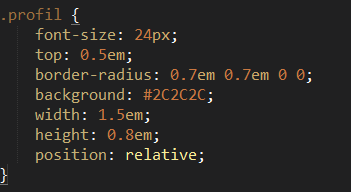 .profil {
font-size: 24px;
top: 0.5em;
border-radius: 0.7em 0.7em 0 0;
background: #2C2C2C;
width: 1.5em;
height: 0.8em;
position: relative;
}